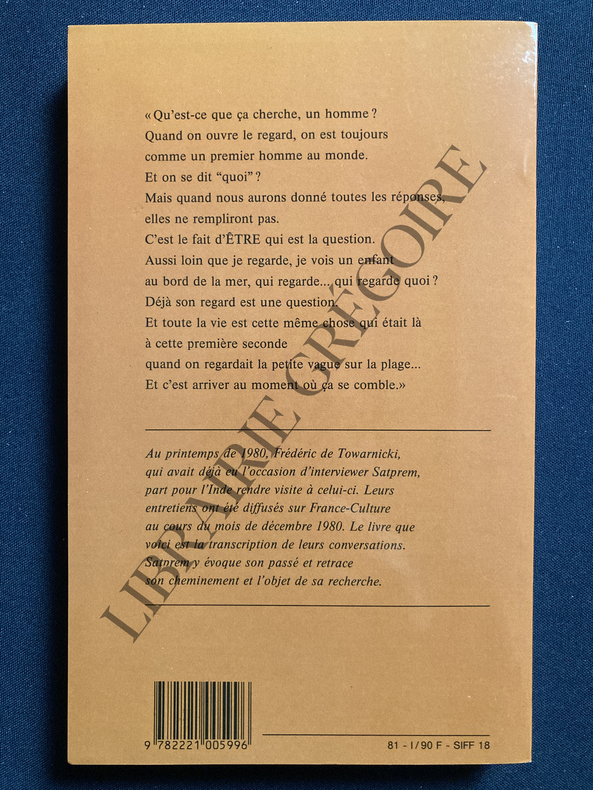 « Qu'est-ce que ça cherche, un homme ?
Quand on ouvre le regard, on est toujours
comme un premier homme au monde.
Et on se dit “quoi” ?
Mais quand nous aurons donné toutes les réponses,
elles ne rempliront pas.
C'est le fait d'ÊTRE qui est la question.
Aussi loin que je regarde, je vois un enfant
au bord de la mer, qui regarde... qui regarde quoi ?
Déjà son regard est une question.
Et toute la vie est cette même chose qui était là
à cette première seconde
quand on regardait la petite vague sur la plage...
Et c'est arriver au moment où ça se comble.»
Au printemps de 1980, Frédéric de Towarnicki,
qui avait déjà eu l'occasion d'interviewer Satprem,
part pour l'Inde rendre visite à celui-ci. Leurs
entretiens ont été diffusés sur France-Culture
au cours du mois de décembre 1980. Le livre que
voici est la transcription de leurs conversations.
Satprem y évoque son passé et retrace
son cheminement et l'objet de sa recherche.
9 782221 005996
81 - I / 90 F - SIFF 18
LIBRAIRIE GRÉGOIRE